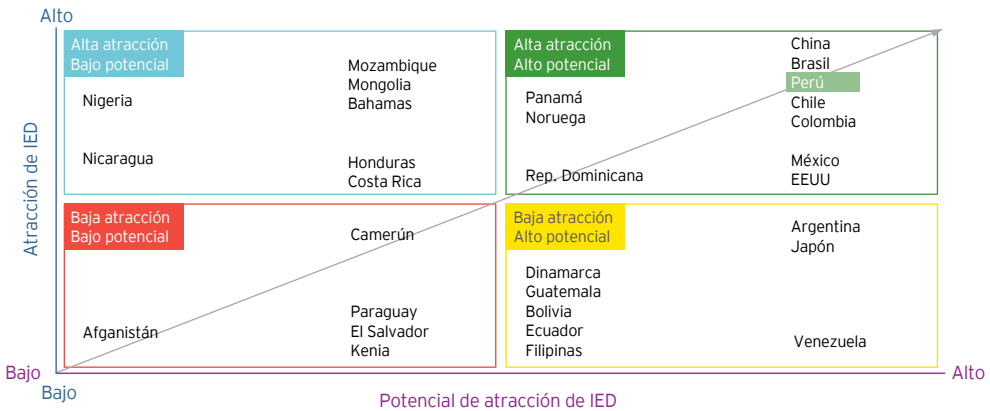 Alto
Alta atracción
Bajo potencial
Nigeria
Nicaragua
Mozambique
Mongolia
Bahamas
Honduras
Costa Rica
Alta atracción
Alto potencial
Panamá
Noruega
Rep. Dominicana
China
Brasil
Perú
Chile
Colombia
México
EEUU
Atracción de IED
Baja atracción
Bajo potencial
Afganistán
Camerún
Paraguay
El Salvador
Kenia
Baja atracción
Alto potencial
Dinamarca
Guatemala
Bolivia
Ecuador
Filipinas
Argentina
Japón
Venezuela
Bajo
Bajo
Potencial de atracción de IED
Alto